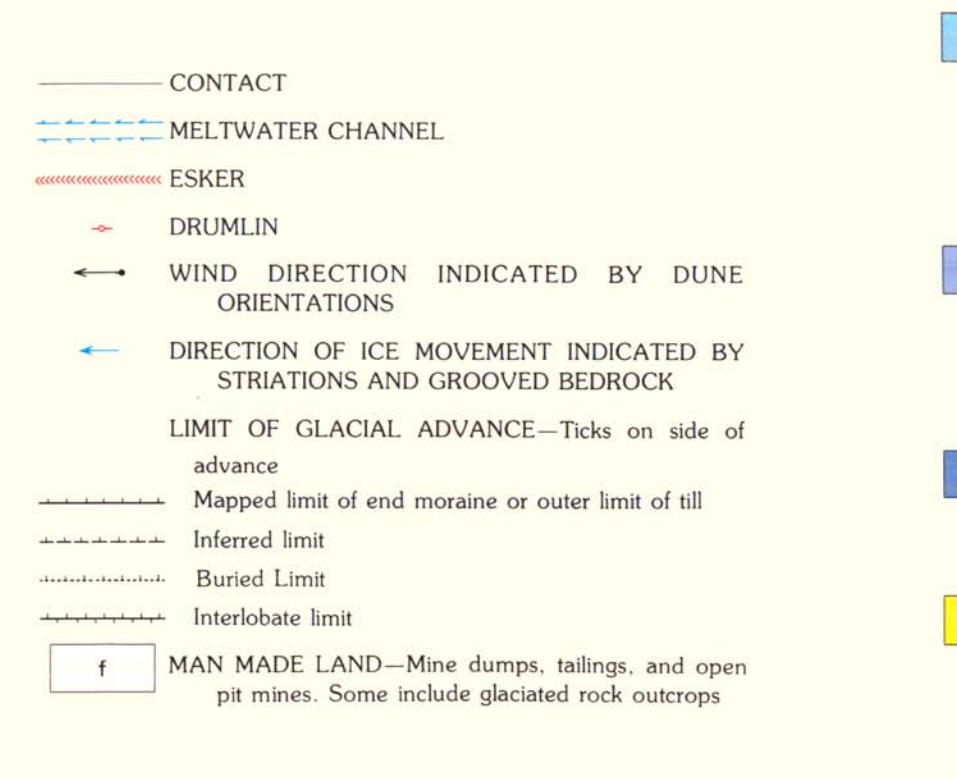 CONTACT
MELTWATER CHANNEL
ESKER
DRUMLIN
WIND DIRECTION INDICATED BY DUNE
ORIENTATIONS
DIRECTION OF ICE MOVEMENT INDICATED BY
STRIATIONS AND GROOVED BEDROCK
LIMIT OF GLACIAL ADVANCE—Ticks on side of
advance
Mapped limit of end moraine or outer limit of till
Inferred limit
Buried Limit
Interlobate limit
f MAN MADE LAND—Mine dumps, tailings, and open
pit mines. Some include glaciated rock outcrops